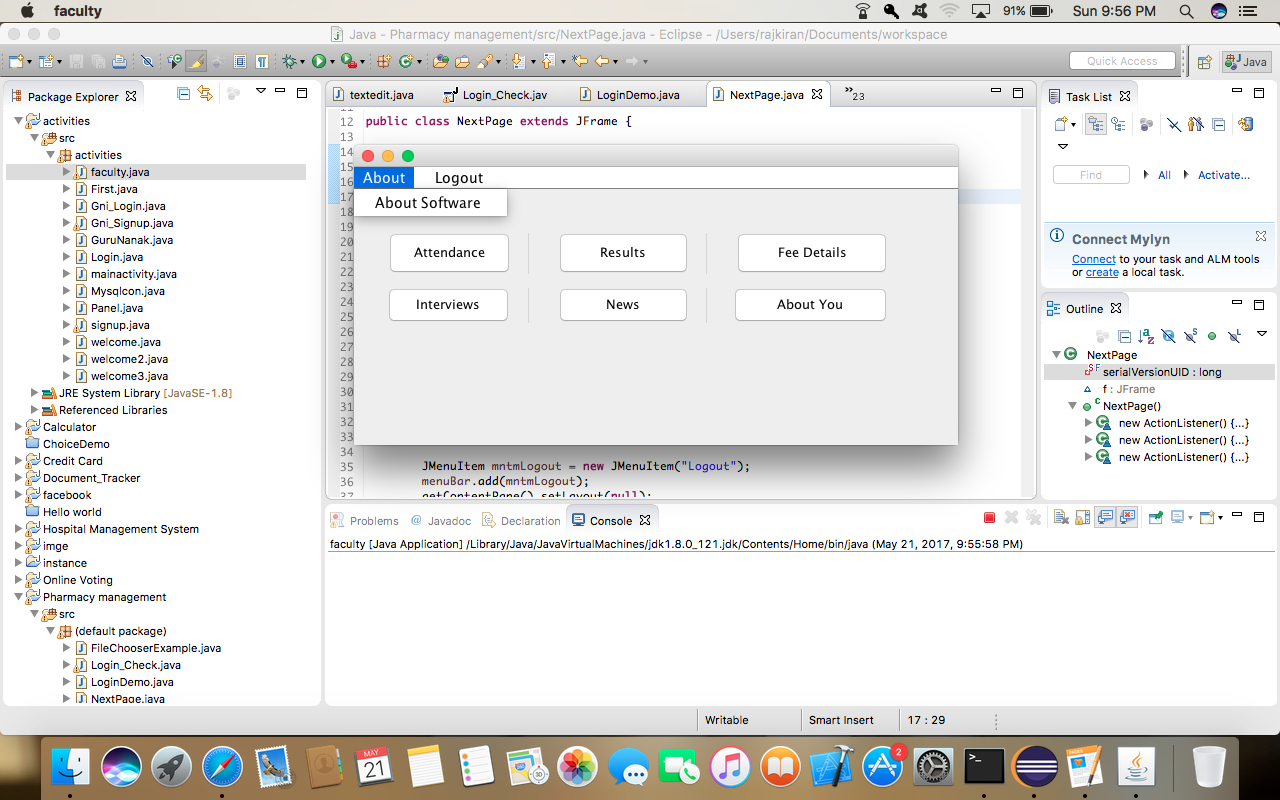 faculty
91%
Sun 9:56 PM
Java - Pharmacy management/src/NextPage.java - Eclipse - /Users/rajkiran/Documents/workspace
Quick Access
Java
Package Explorer
activities
src
activities
faculty.java
First.java
Gni_Login.java
Gni_Signup.java
GuruNanak.java
Login.java
mainactivity.java
Mysqlcon.java
Panel.java
signup.java
welcome.java
welcome2.java
welcome3.java
JRE System Library [JavaSE-1.8]
Referenced Libraries
Calculator
ChoiceDemo
Credit Card
Document_Tracker
facebook
Hello world
Hospital Management System
imge
instance
Online Voting
Pharmacy management
src
(default package)
FileChooserExample.java
Login_Check.java
LoginDemo.java
NextPage.java
textedit.java
Login_Check.jav
LoginDemo.java
NextPage.java
23
12 public class NextPage extends JFrame {
13
14
15
16
17
18
19
20
21
22
23
24
25
26
27
28
29
30
31
32
33
34
35 JMenuItem mntmLogout = new JMenuItem("Logout");
36 menuBar.add(mntmLogout);
37 getContentPane().setLayout(null);
About Logout
About Software
Attendance Results Fee Details
Interviews News About You
Task List
Find
All
Activate...
Connect Mylyn
Connect to your task and ALM tools
or create a local task.
Outline
NextPage
serialVersionUID : long
f : JFrame
NextPage()
new ActionListener() {...}
new ActionListener() {...}
new ActionListener() {...}
Problems
Javadoc
Declaration
Console
faculty [Java Application] /Library/Java/JavaVirtualMachines/jdk1.8.0_121.jdk/Contents/Home/bin/java (May 21, 2017, 9:55:58 PM)
Writable
Smart Insert
17 : 29
MAY
21
2